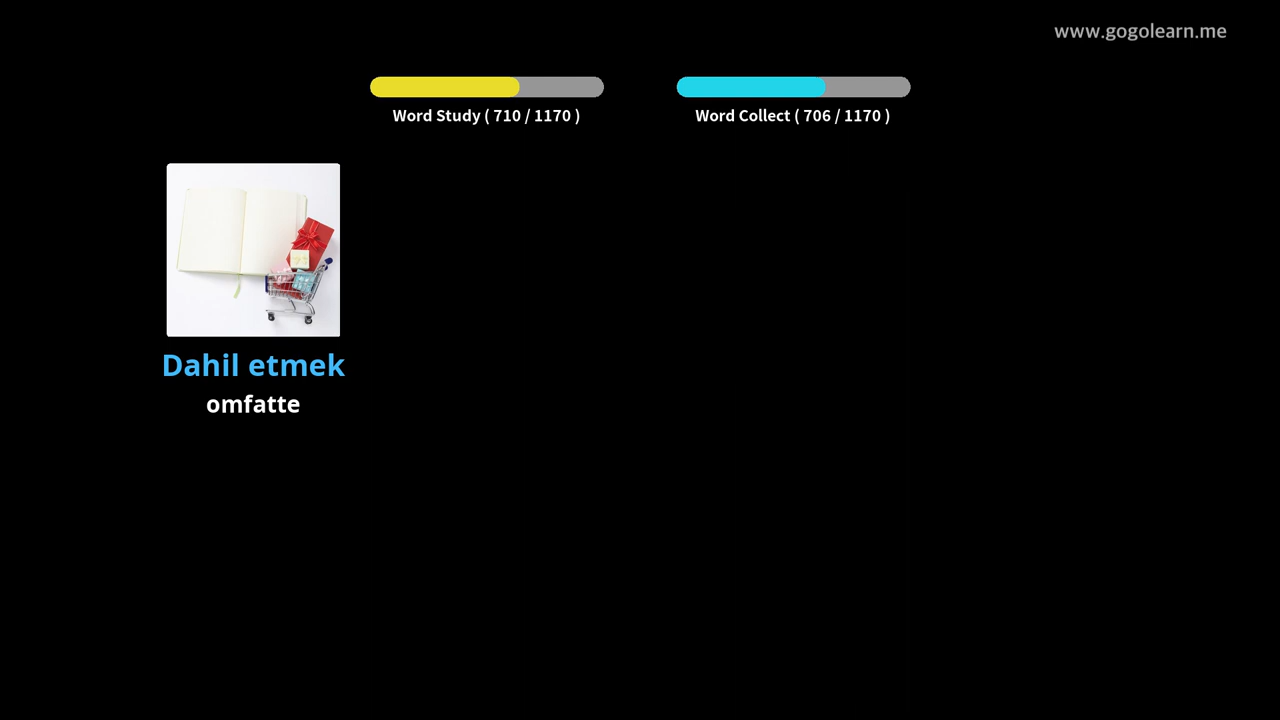 www.gogolearn.me
Word Study ( 710 / 1170 )
Word Collect ( 706 / 1170 )
Dahil etmek
omfatte